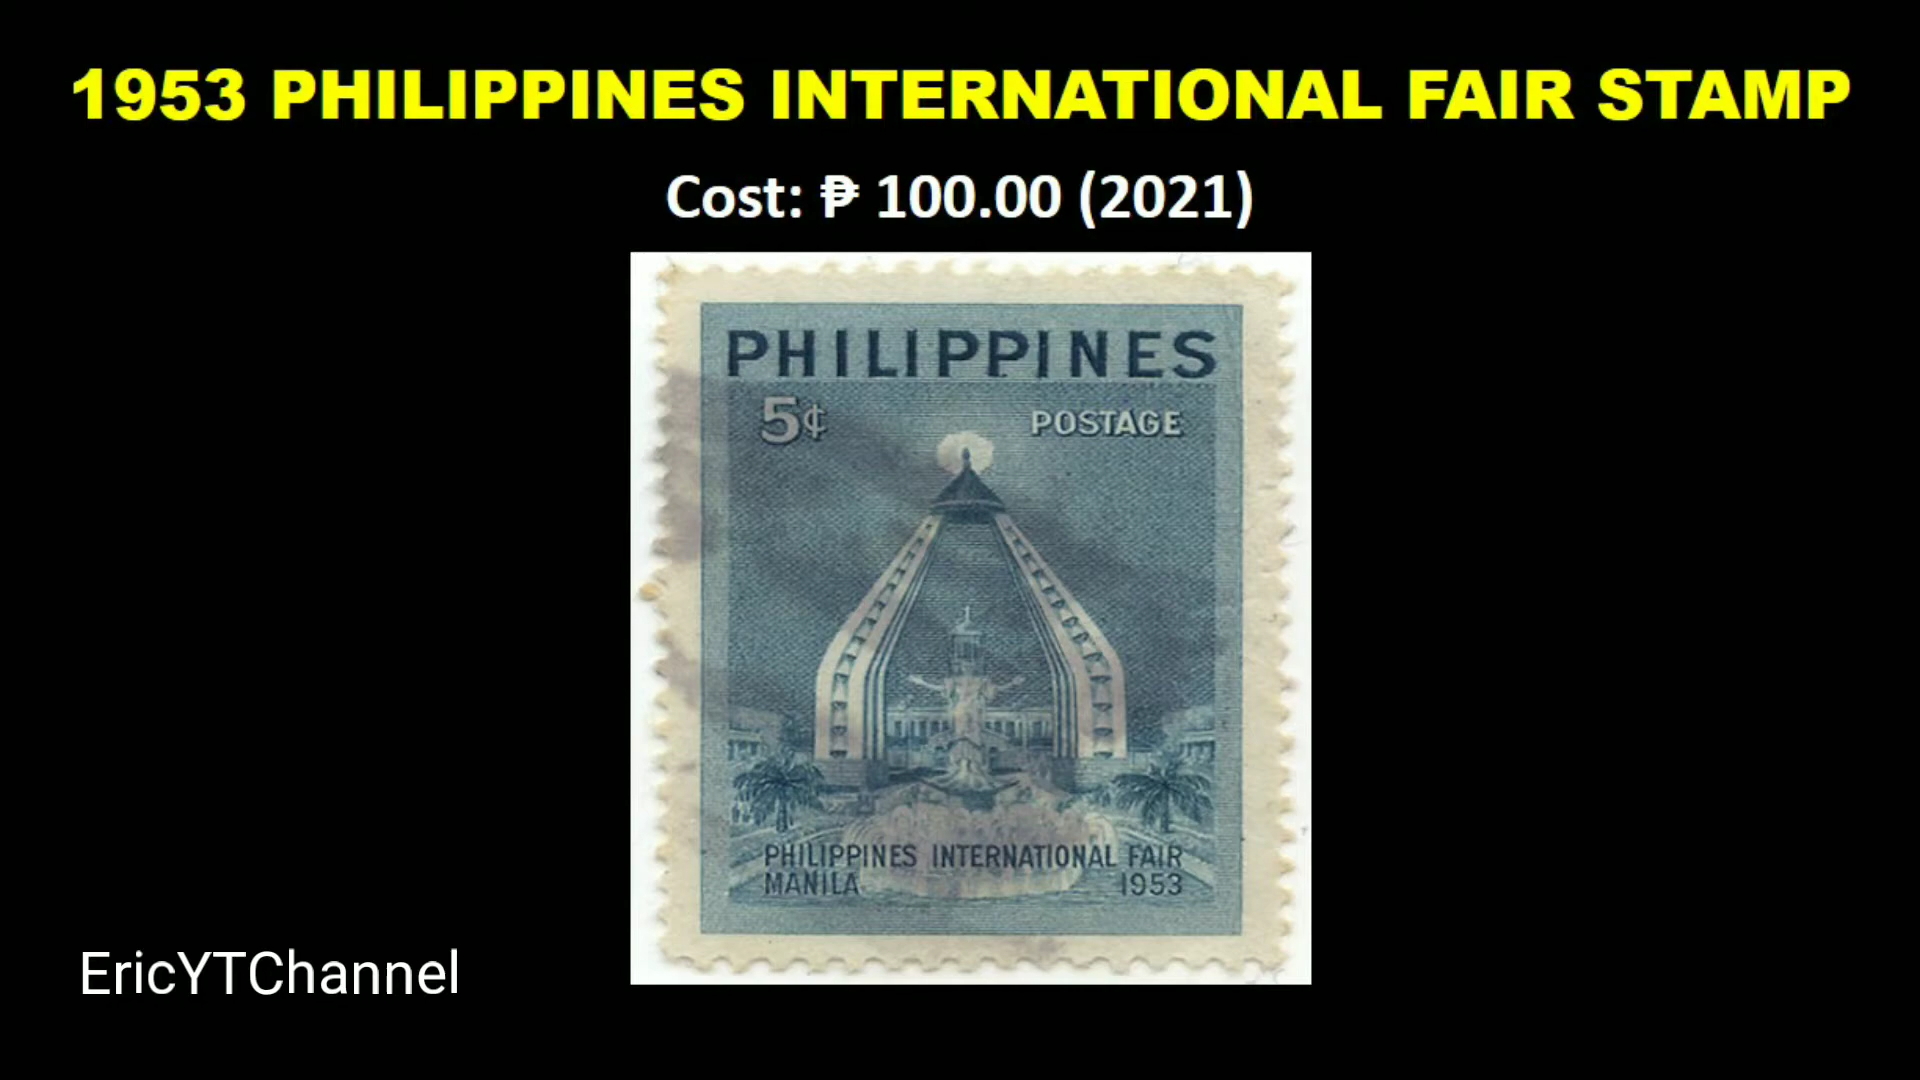 1953 PHILIPPINES INTERNATIONAL FAIR STAMP
Cost: ₱ 100.00 (2021)
PHILIPPINES
5¢ POSTAGE
PHILIPPINES INTERNATIONAL FAIR
MANILA 1953
EricYTChannel